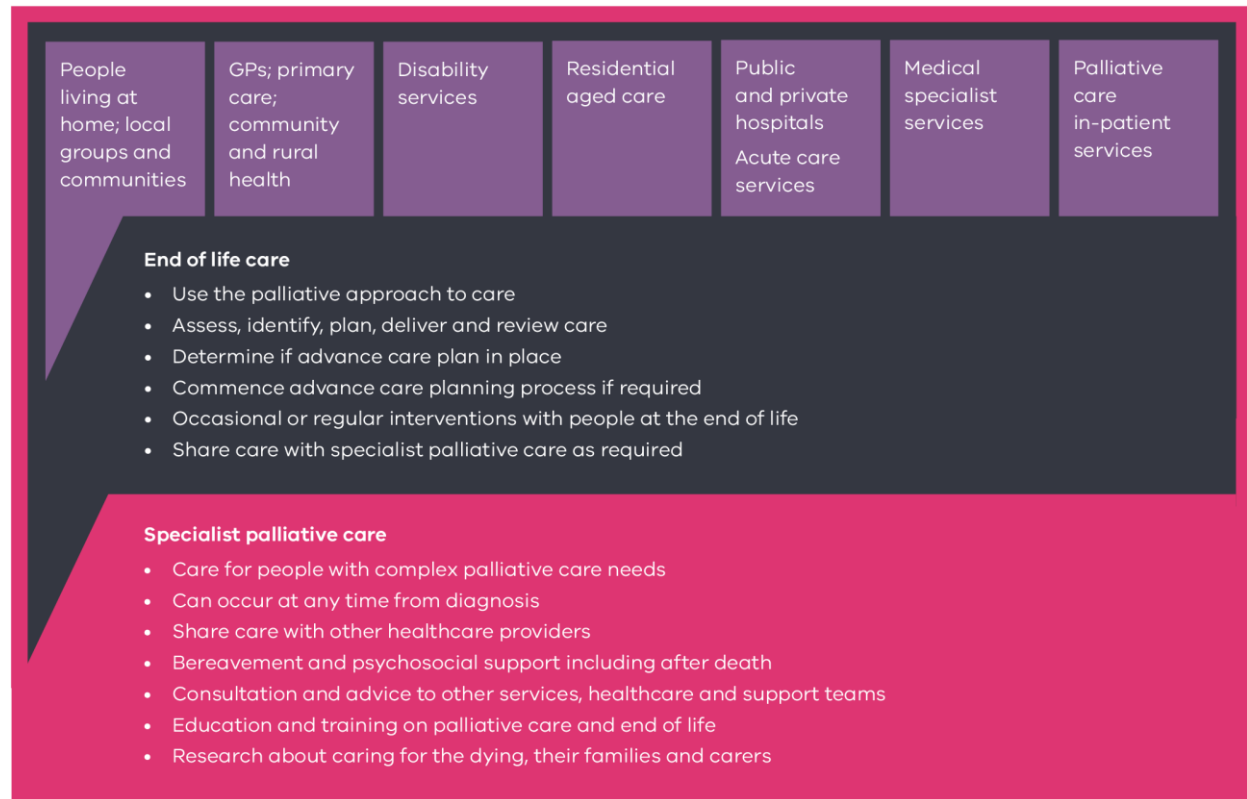 People
living at
home; local
groups and
communities
GPs; primary
care;
community
and rural
health
Disability
services
Residential
aged care
Public
and private
hospitals
Acute care
services
Medical
specialist
services
Palliative
care
in-patient
services
End of life care
• Use the palliative approach to care
• Assess, identify, plan, deliver and review care
• Determine if advance care plan in place
• Commence advance care planning process if required
• Occasional or regular interventions with people at the end of life
• Share care with specialist palliative care as required
Specialist palliative care
• Care for people with complex palliative care needs
• Can occur at any time from diagnosis
• Share care with other healthcare providers
• Bereavement and psychosocial support including after death
• Consultation and advice to other services, healthcare and support teams
• Education and training on palliative care and end of life
• Research about caring for the dying, their families and carers